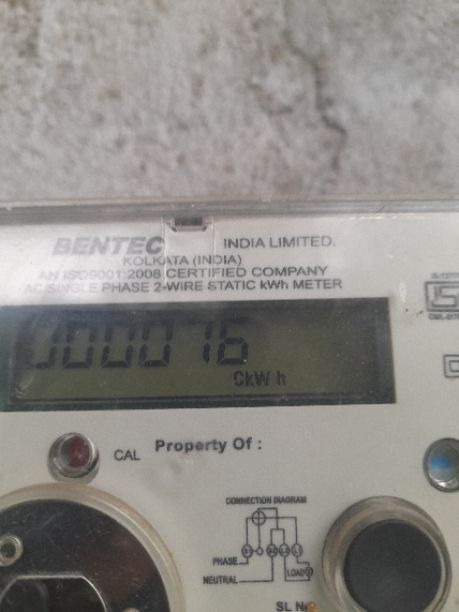 BENTEC INDIA LIMITED.
KOLKATA (INDIA)
AN ISO9001:2008 CERTIFIED COMPANY
AC SINGLE PHASE 2-WIRE STATIC kWh METER
000076
CkW h
CAL
Property Of :
CONNECTION DIAGRAM
PHASE
NEUTRAL
LOAD
SL No